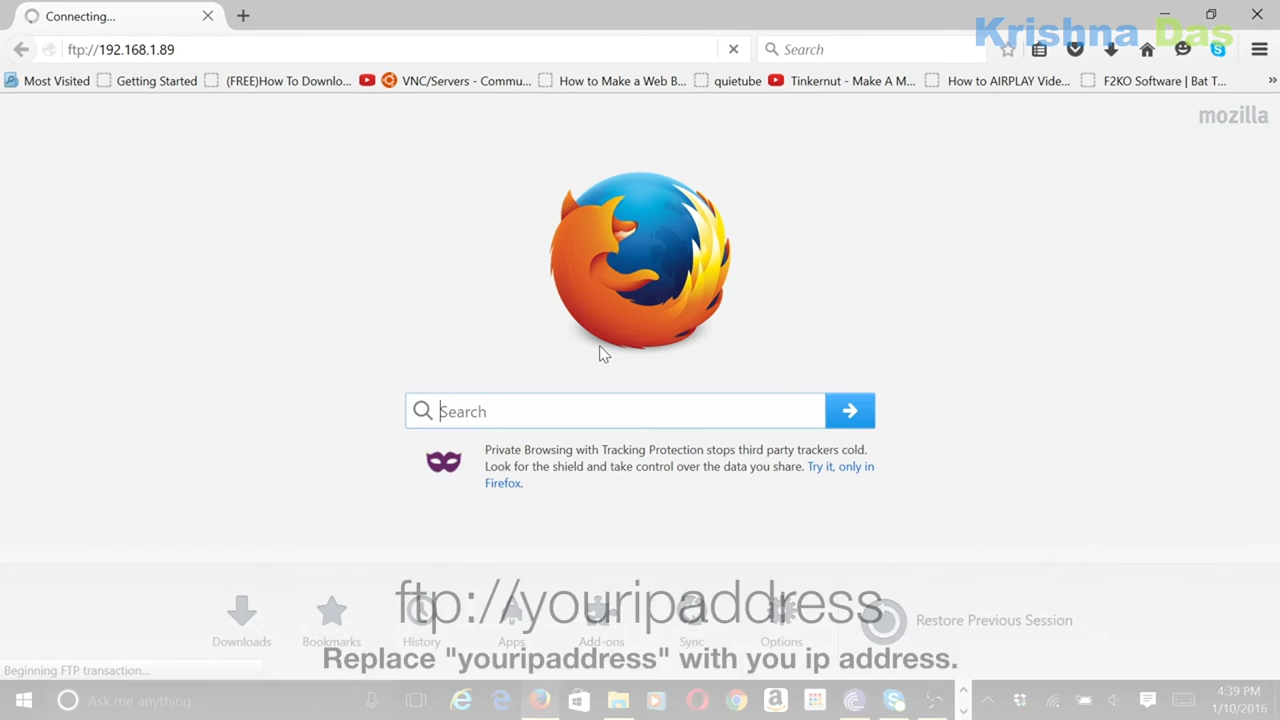 Connecting...
Krishna Das
ftp://192.168.1.89
Search
Most Visited Getting Started (FREE)How To Downlo... VNC/Servers - Commu... How to Make a Web B... quietube Tinkernut - Make A M... How to AIRPLAY Vide... F2KO Software | Bat T...
mozilla
Search
Private Browsing with Tracking Protection stops third party trackers cold.
Look for the shield and take control over the data you share. Try it, only in
Firefox.
ftp://youripaddress
Restore Previous Session
Downloads Bookmarks History Apps Add-ons Sync Options
Replace "youripaddress" with you ip address.
Beginning FTP transaction...
Ask me anything
4:39 PM
1/10/2016